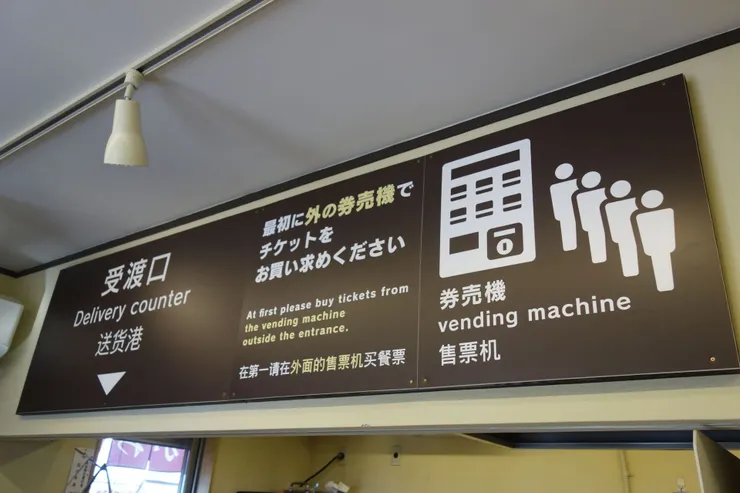 受渡口
Delivery counter
送货港
最初に外の券売機で
チケットを
お買い求めください
At first please buy tickets from
the vending machine
outside the entrance.
在第一请在外面的售票机买餐票
券売機
vending machine
售票机